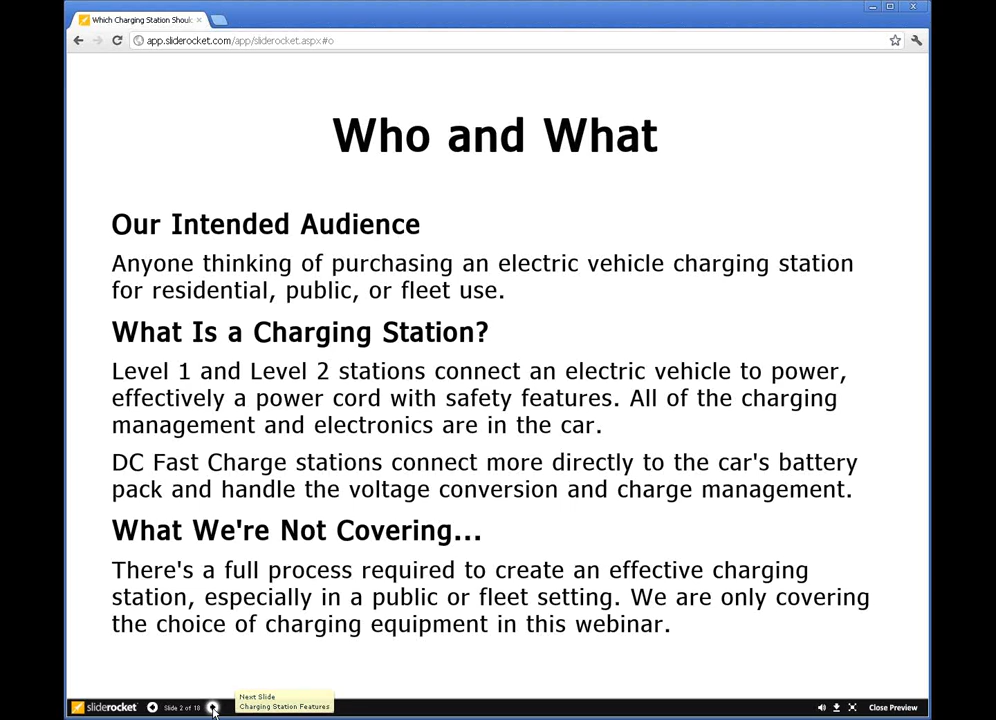 Which Charging Station Shoul
app.sliderocket.com/app/sliderocket.aspx#0
Who and What
Our Intended Audience
Anyone thinking of purchasing an electric vehicle charging station
for residential, public, or fleet use.
What Is a Charging Station?
Level 1 and Level 2 stations connect an electric vehicle to power,
effectively a power cord with safety features. All of the charging
management and electronics are in the car.
DC Fast Charge stations connect more directly to the car's battery
pack and handle the voltage conversion and charge management.
What We're Not Covering...
There's a full process required to create an effective charging
station, especially in a public or fleet setting. We are only covering
the choice of charging equipment in this webinar.
Next Slide
Charging Station Features
sliderocket
Slide 2 of 18
Close Preview